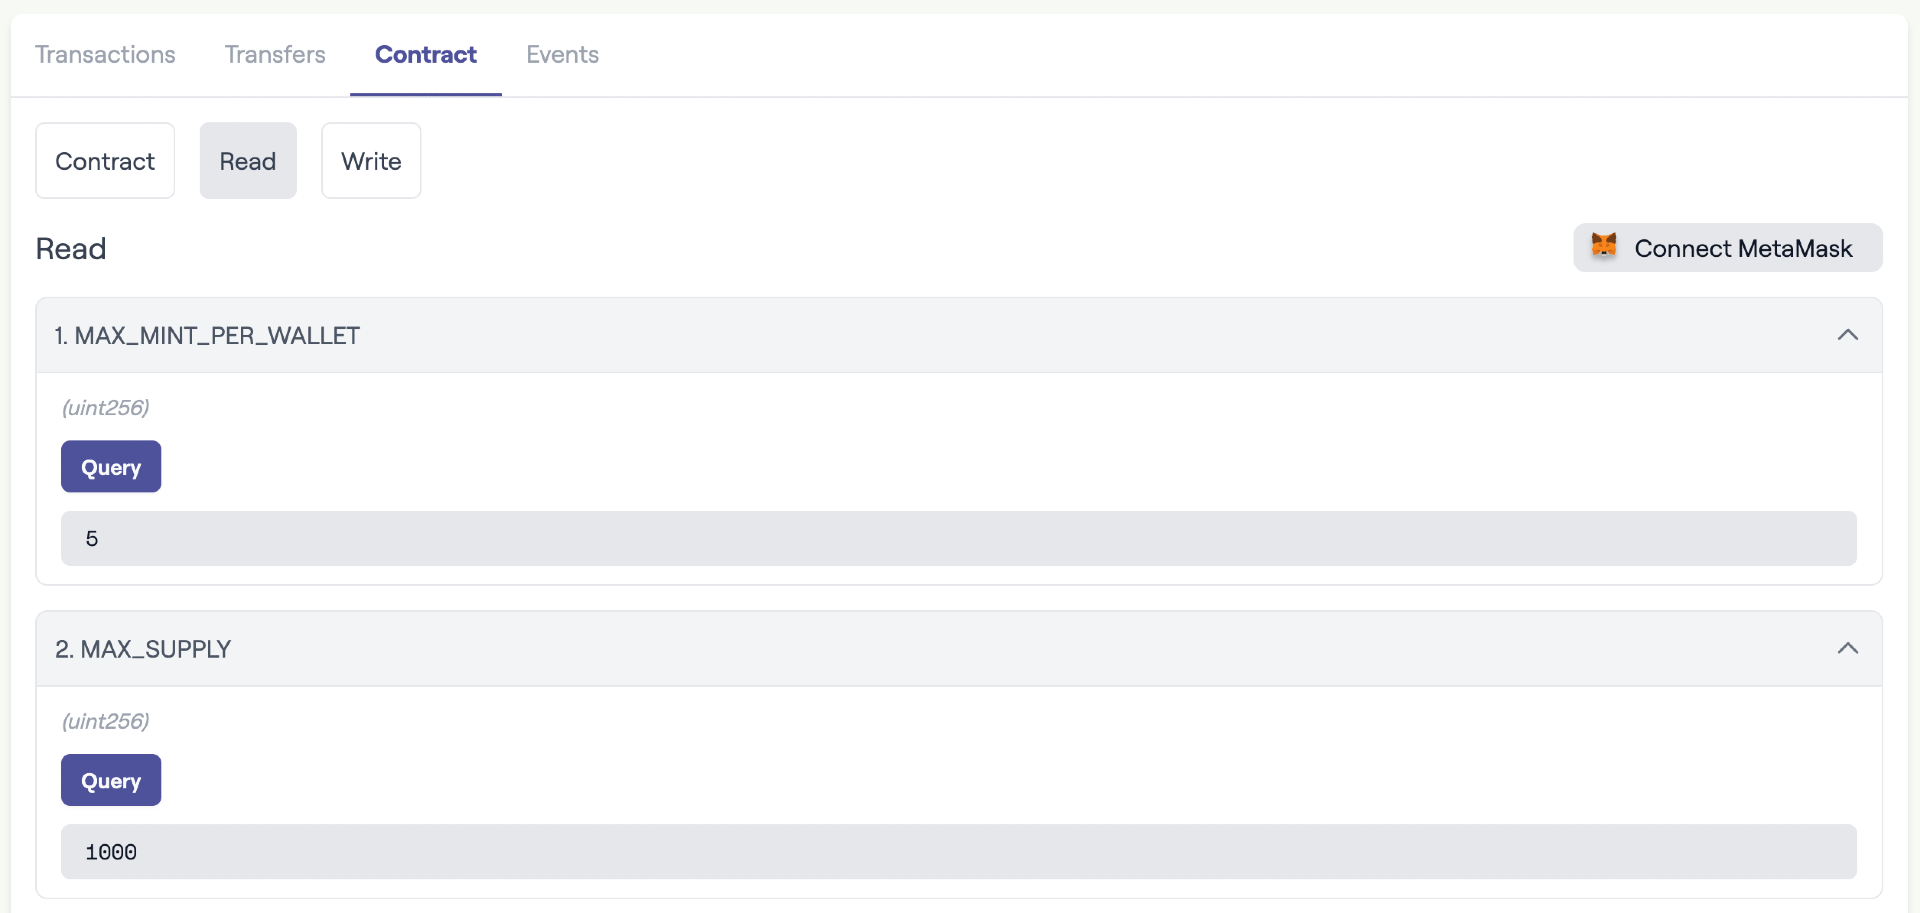 Transactions Transfers Contract Events
Contract Read Write
Read Connect MetaMask
1. MAX_MINT_PER_WALLET
(uint256)
Query
5
2. MAX_SUPPLY
(uint256)
Query
1000